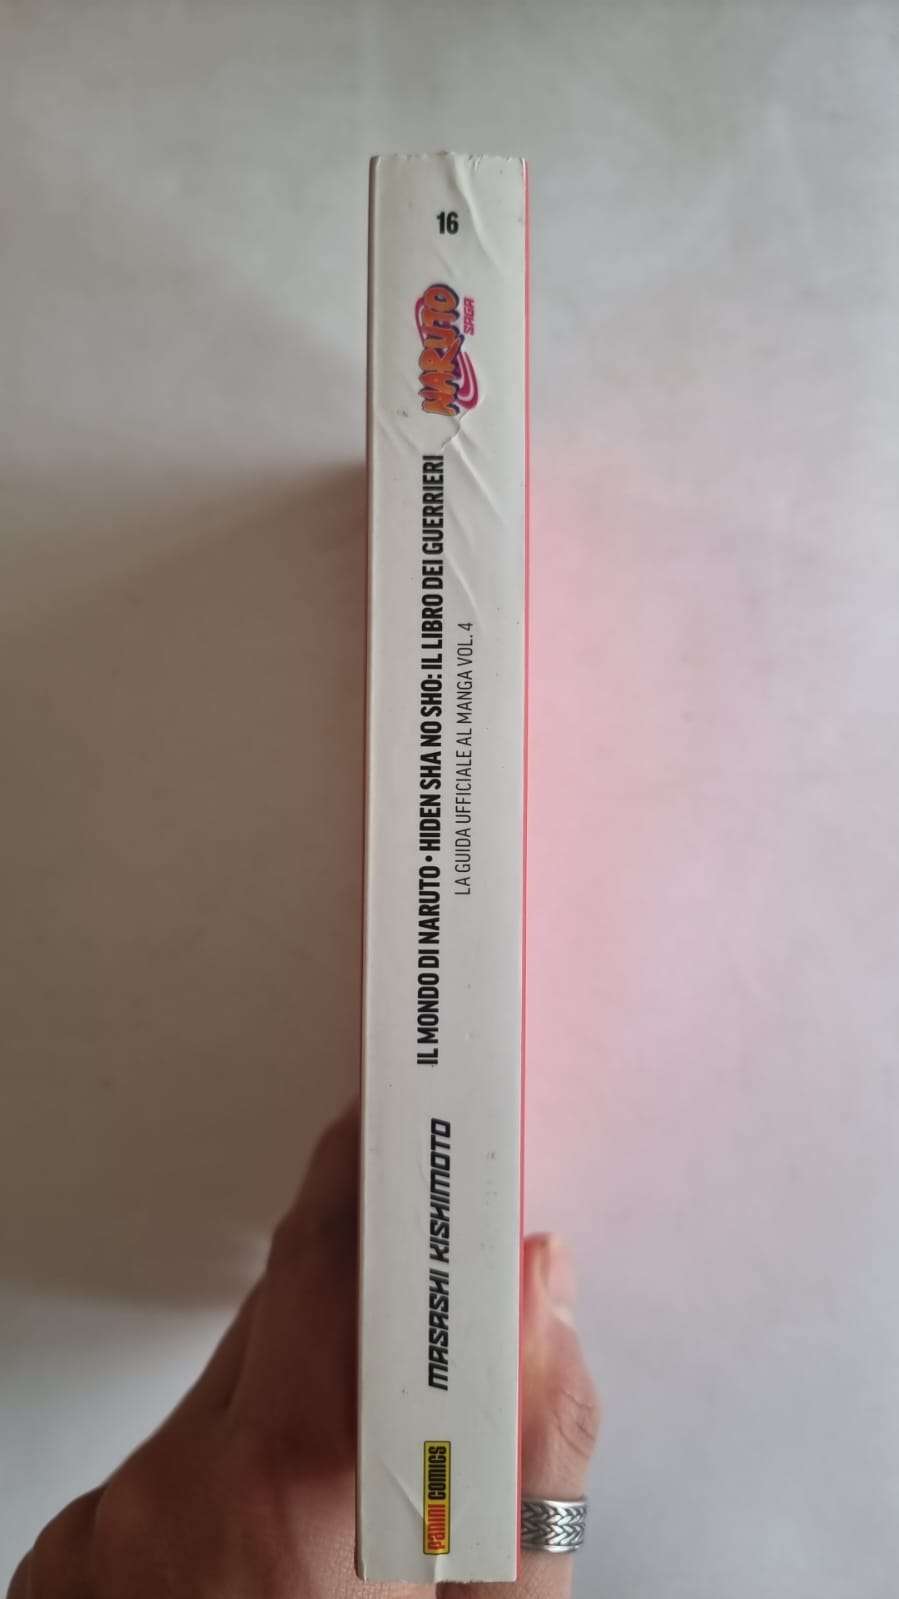 16
NARUTO
SAGA
IL MONDO DI NARUTO • HIDEN SHA NO SHO: IL LIBRO DEI GUERRIERI
LA GUIDA UFFICIALE AL MANGA VOL. 4
MASASHI KISHIMOTO
PANINI COMICS